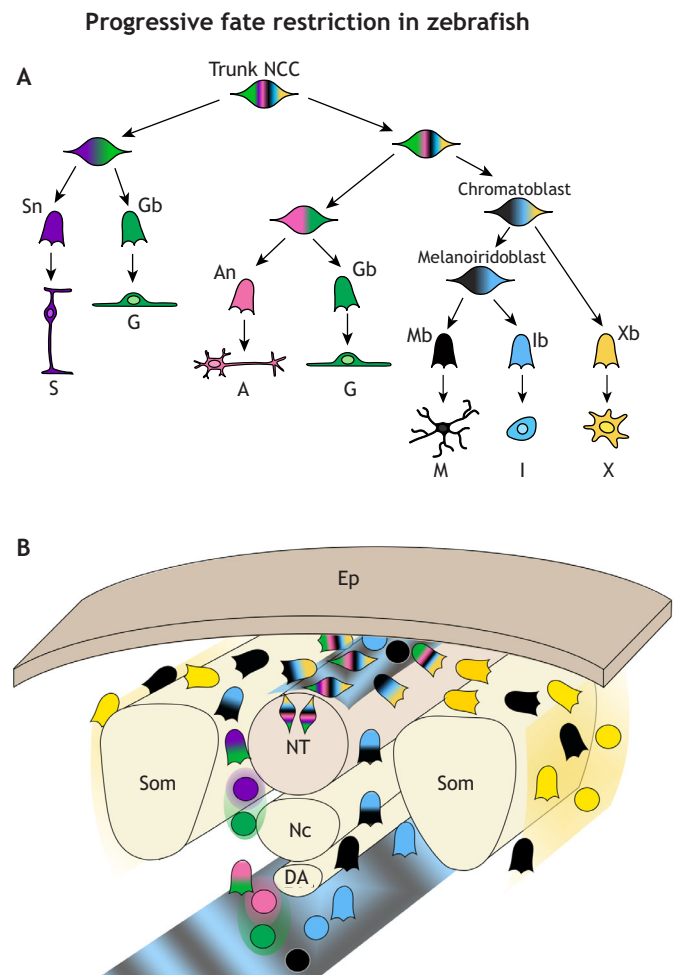 Progressive fate restriction in zebrafish
A
Trunk NCC
Chromatoblast
Sn
Gb
Melanoiridoblast
An
Gb
Mb
Ib
Xb
G
S
A
G
M
I
X
B
Ep
NT
Som
Som
Nc
DA